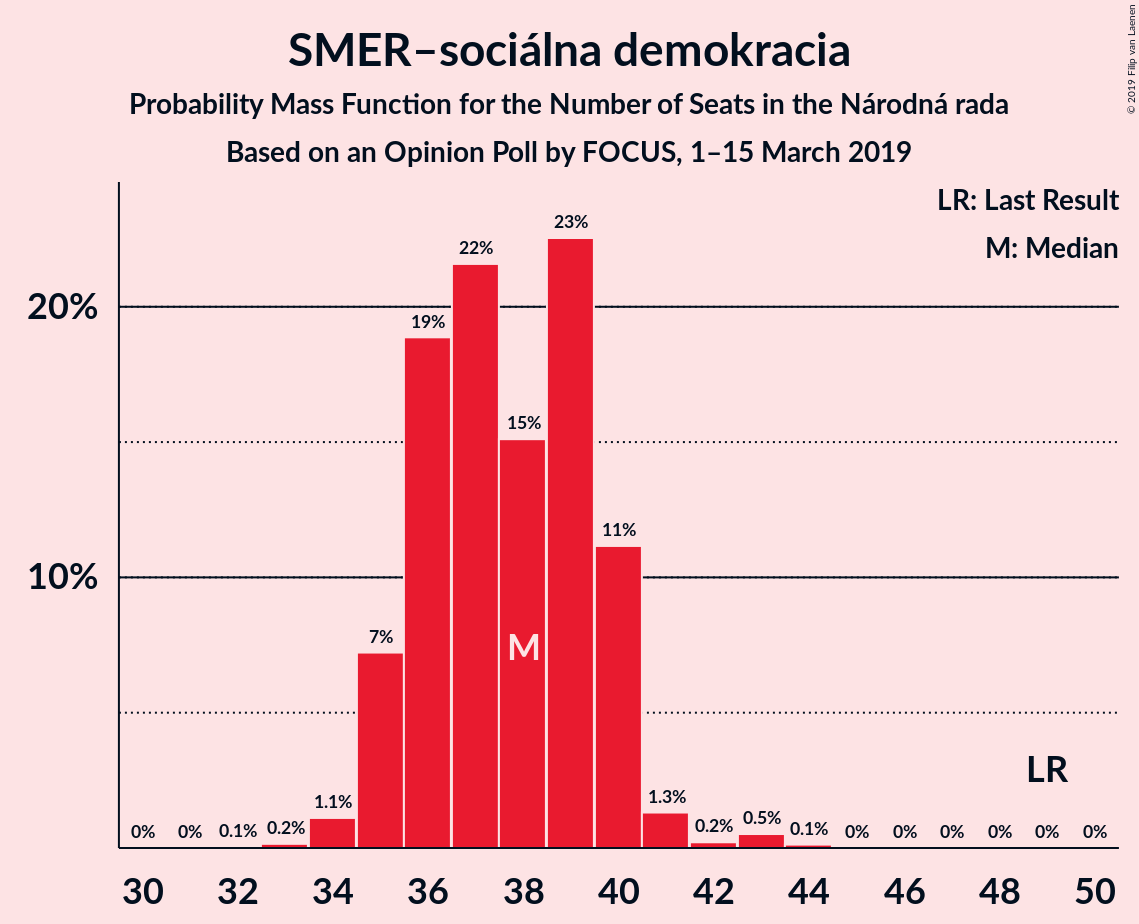 SMER–sociálna demokracia
Probability Mass Function for the Number of Seats in the Národná rada
Based on an Opinion Poll by FOCUS, 1–15 March 2019
© 2019 Filip van Laenen
LR: Last Result
M: Median
20%
10%
0%
0%
0.1%
0.2%
1.1%
7%
19%
22%
15%
23%
11%
1.3%
0.2%
0.5%
0.1%
0%
0%
0%
0%
0%
0%
M
LR
30 32 34 36 38 40 42 44 46 48 50